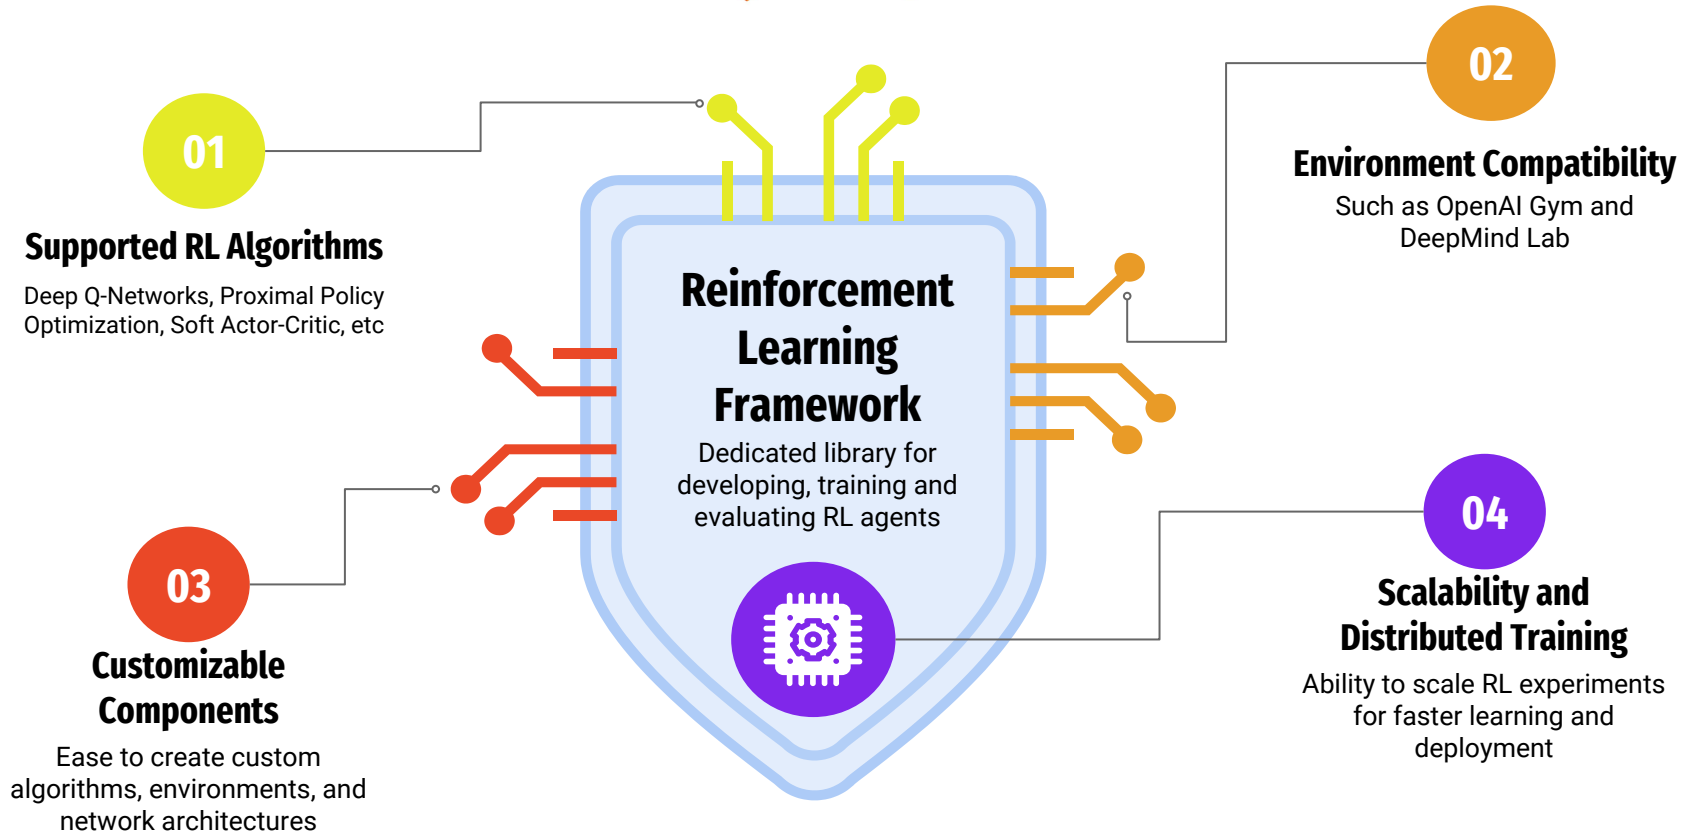 01
Supported RL Algorithms
Deep Q-Networks, Proximal Policy
Optimization, Soft Actor-Critic, etc
02
Environment Compatibility
Such as OpenAI Gym and
DeepMind Lab
Reinforcement
Learning
Framework
Dedicated library for
developing, training and
evaluating RL agents
03
Customizable
Components
Ease to create custom
algorithms, environments, and
network architectures
04
Scalability and
Distributed Training
Ability to scale RL experiments
for faster learning and
deployment